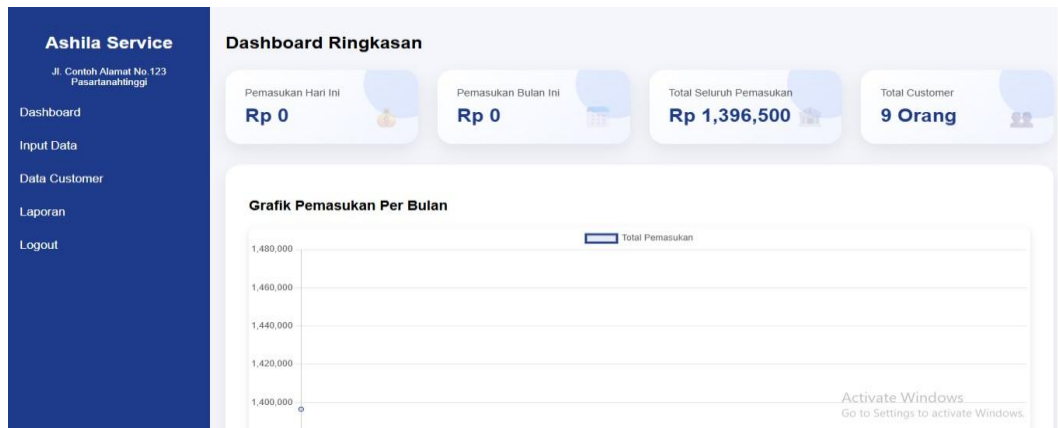 Ashila Service
Jl. Contoh Alamat No.123
Pasartanahtinggi
Dashboard
Input Data
Data Customer
Laporan
Logout
Dashboard Ringkasan
Pemasukan Hari Ini
Rp 0
Pemasukan Bulan Ini
Rp 0
Total Seluruh Pemasukan
Rp 1,396,500
Total Customer
9 Orang
Grafik Pemasukan Per Bulan
Total Pemasukan
1,480,000
1,460,000
1,440,000
1,420,000
1,400,000
Activate Windows
Go to Settings to activate Windows.